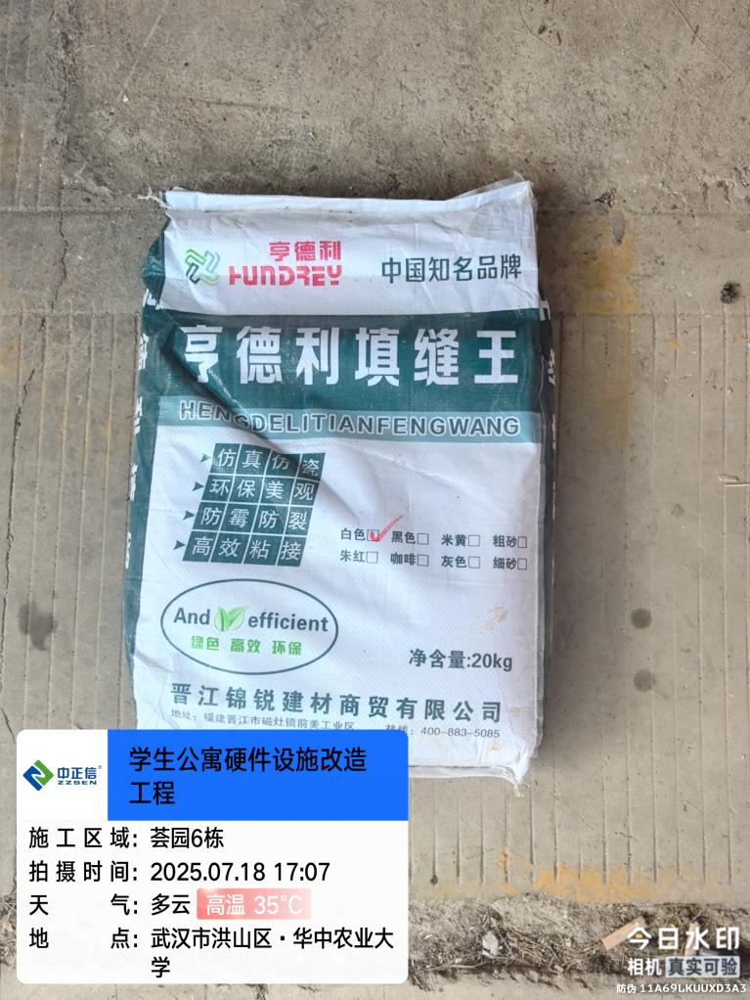 亨德利
HUNDREY
中国知名品牌
亨德利填缝王
HENGDELITIANFENGWANG
仿真仿瓷
环保美观
防霉防裂
高效粘接
白色☑ 黑色□ 米黄□ 粗砂□
朱红□ 咖啡□ 灰色□ 细砂□
And efficient
绿色 高效 环保
净含量:20kg
晋江锦锐建材商贸有限公司
地址: 福建晋江市磁灶镇前美工业区 热线: 400-883-5085
中正信®
ZZSEN
学生公寓硬件设施改造
工程
施工区域: 荟园6栋
拍摄时间: 2025.07.18 17:07
天气: 多云 高温 35°C
地点: 武汉市洪山区·华中农业大
学
今日水印
相机 真实可验
防伪 11A69LKUUXD3A3